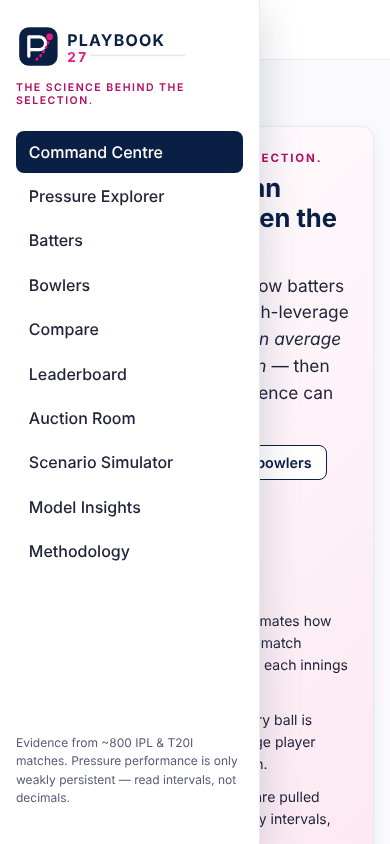 PLAYBOOK
27
THE SCIENCE BEHIND THE
SELECTION.
Command Centre
Pressure Explorer
Batters
Bowlers
Compare
Leaderboard
Auction Room
Scenario Simulator
Model Insights
Methodology
Evidence from ~800 IPL & T20I
matches. Pressure performance is only
weakly persistent — read intervals, not
decimals.
ECTION.
en the
ow batters
h-leverage
n average
— then
ence can
bowlers
mates how
match
each innings
ry ball is
ge player
are pulled
y intervals,